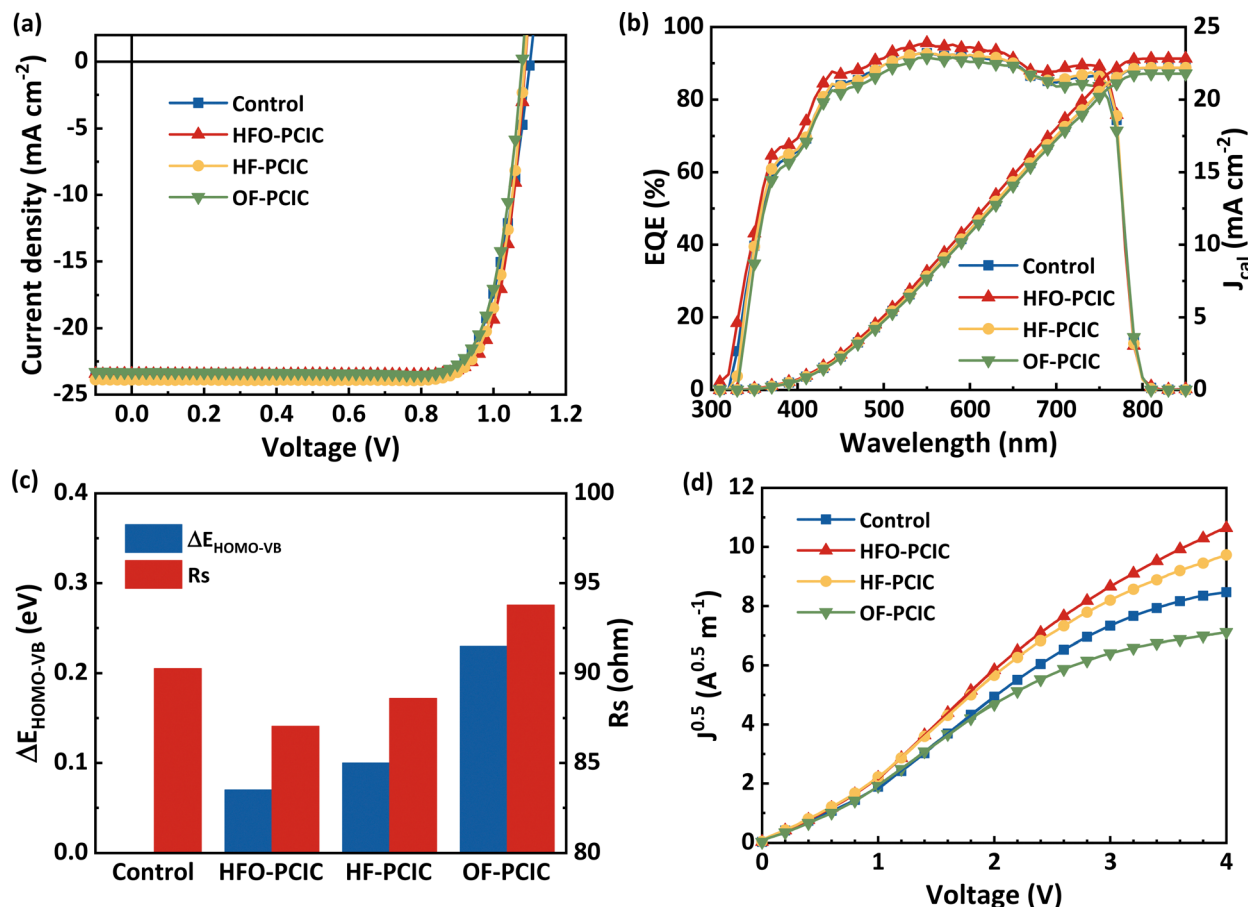 (a)
0
-5
-10
-15
-20
-25
Current density (mA cm⁻²)
Control
HFO-PCIC
HF-PCIC
OF-PCIC
0.0 0.2 0.4 0.6 0.8 1.0 1.2
Voltage (V)
(b)
100
80
60
40
20
0
EQE (%)
25
20
15
10
5
0
J_cal (mA cm⁻²)
Control
HFO-PCIC
HF-PCIC
OF-PCIC
300 400 500 600 700 800
Wavelength (nm)
(c)
0.4
0.3
0.2
0.1
0.0
ΔE_HOMO-VB (eV)
ΔE_HOMO-VB
Rs
100
95
90
85
80
Rs (ohm)
Control HFO-PCIC HF-PCIC OF-PCIC
(d)
12
10
8
6
4
2
0
J^0.5 (A^0.5 m⁻¹)
Control
HFO-PCIC
HF-PCIC
OF-PCIC
0 1 2 3 4
Voltage (V)